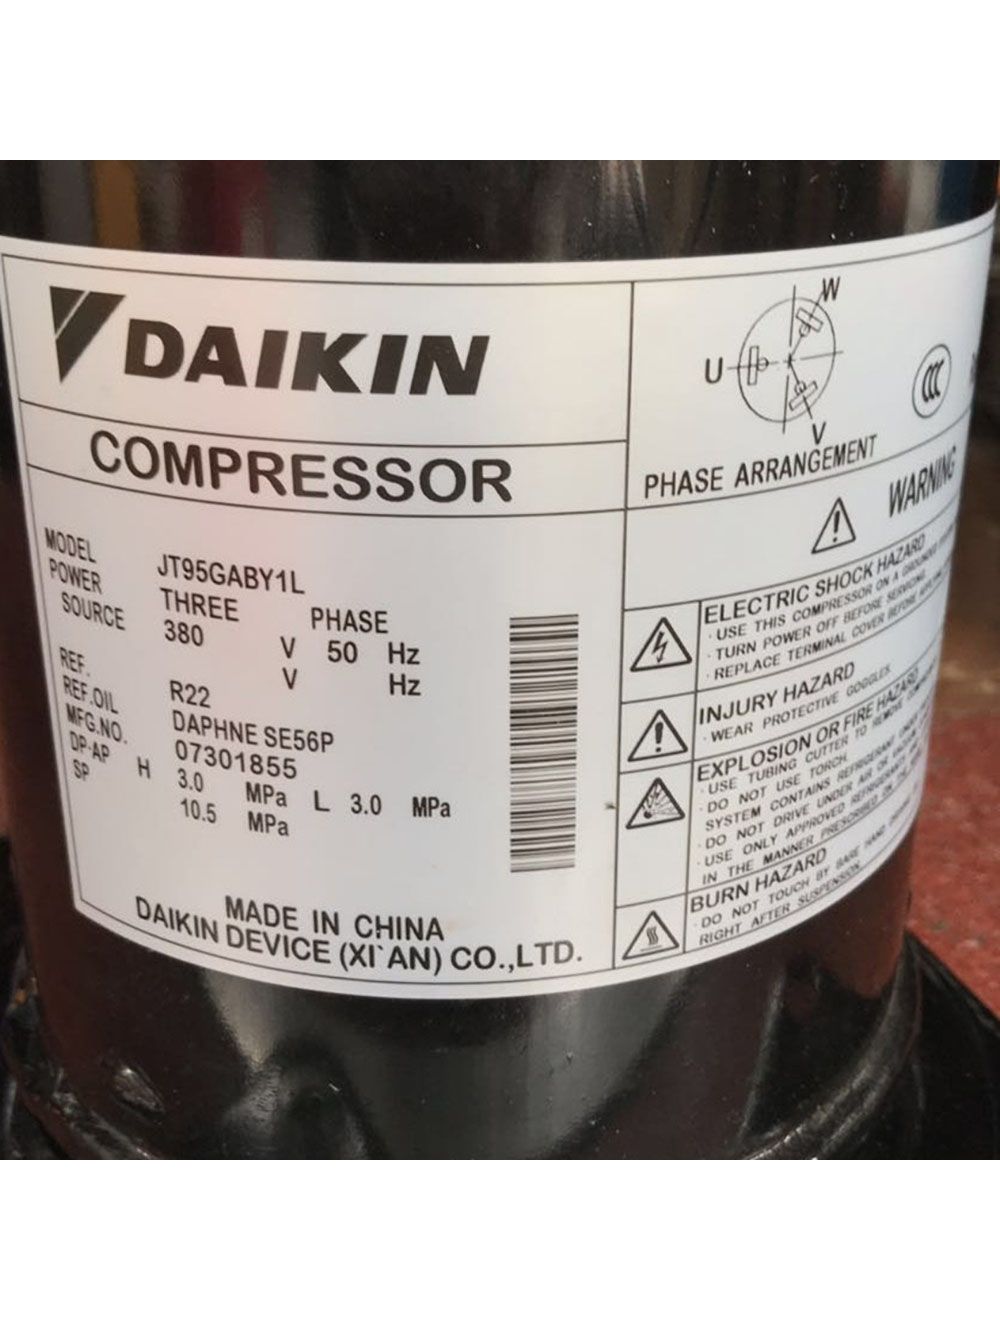 DAIKIN
COMPRESSOR
MODEL JT95GABY1L
POWER SOURCE THREE PHASE
380 V 50 Hz
V Hz
REF. R22
REF.OIL DAPHNE SE56P
MFG.NO. 07301855
DP·AP H 3.0 MPa L 3.0 MPa
SP 10.5 MPa
MADE IN CHINA
DAIKIN DEVICE (XI`AN) CO.,LTD.
W
U
V
PHASE ARRANGEMENT
CCC
WARNING
ELECTRIC SHOCK HAZARD
· USE THIS COMPRESSOR ON A GROUNDED
· TURN POWER OFF BEFORE SERVICING.
· REPLACE TERMINAL COVER BEFORE
INJURY HAZARD
· WEAR PROTECTIVE GOGGLES.
EXPLOSION OR FIRE HAZARD
· USE TUBING CUTTER TO REMOVE
· DO NOT USE TORCH.
SYSTEM CONTAINS REFRIGERANT UNDER
· DO NOT DRIVE UNDER AIR OR
· USE ONLY APPROVED REFRIGERANT
IN THE MANNER PRESCRIBED
BURN HAZARD
· DO NOT TOUCH BY BARE HAND
RIGHT AFTER SUSPENSION.